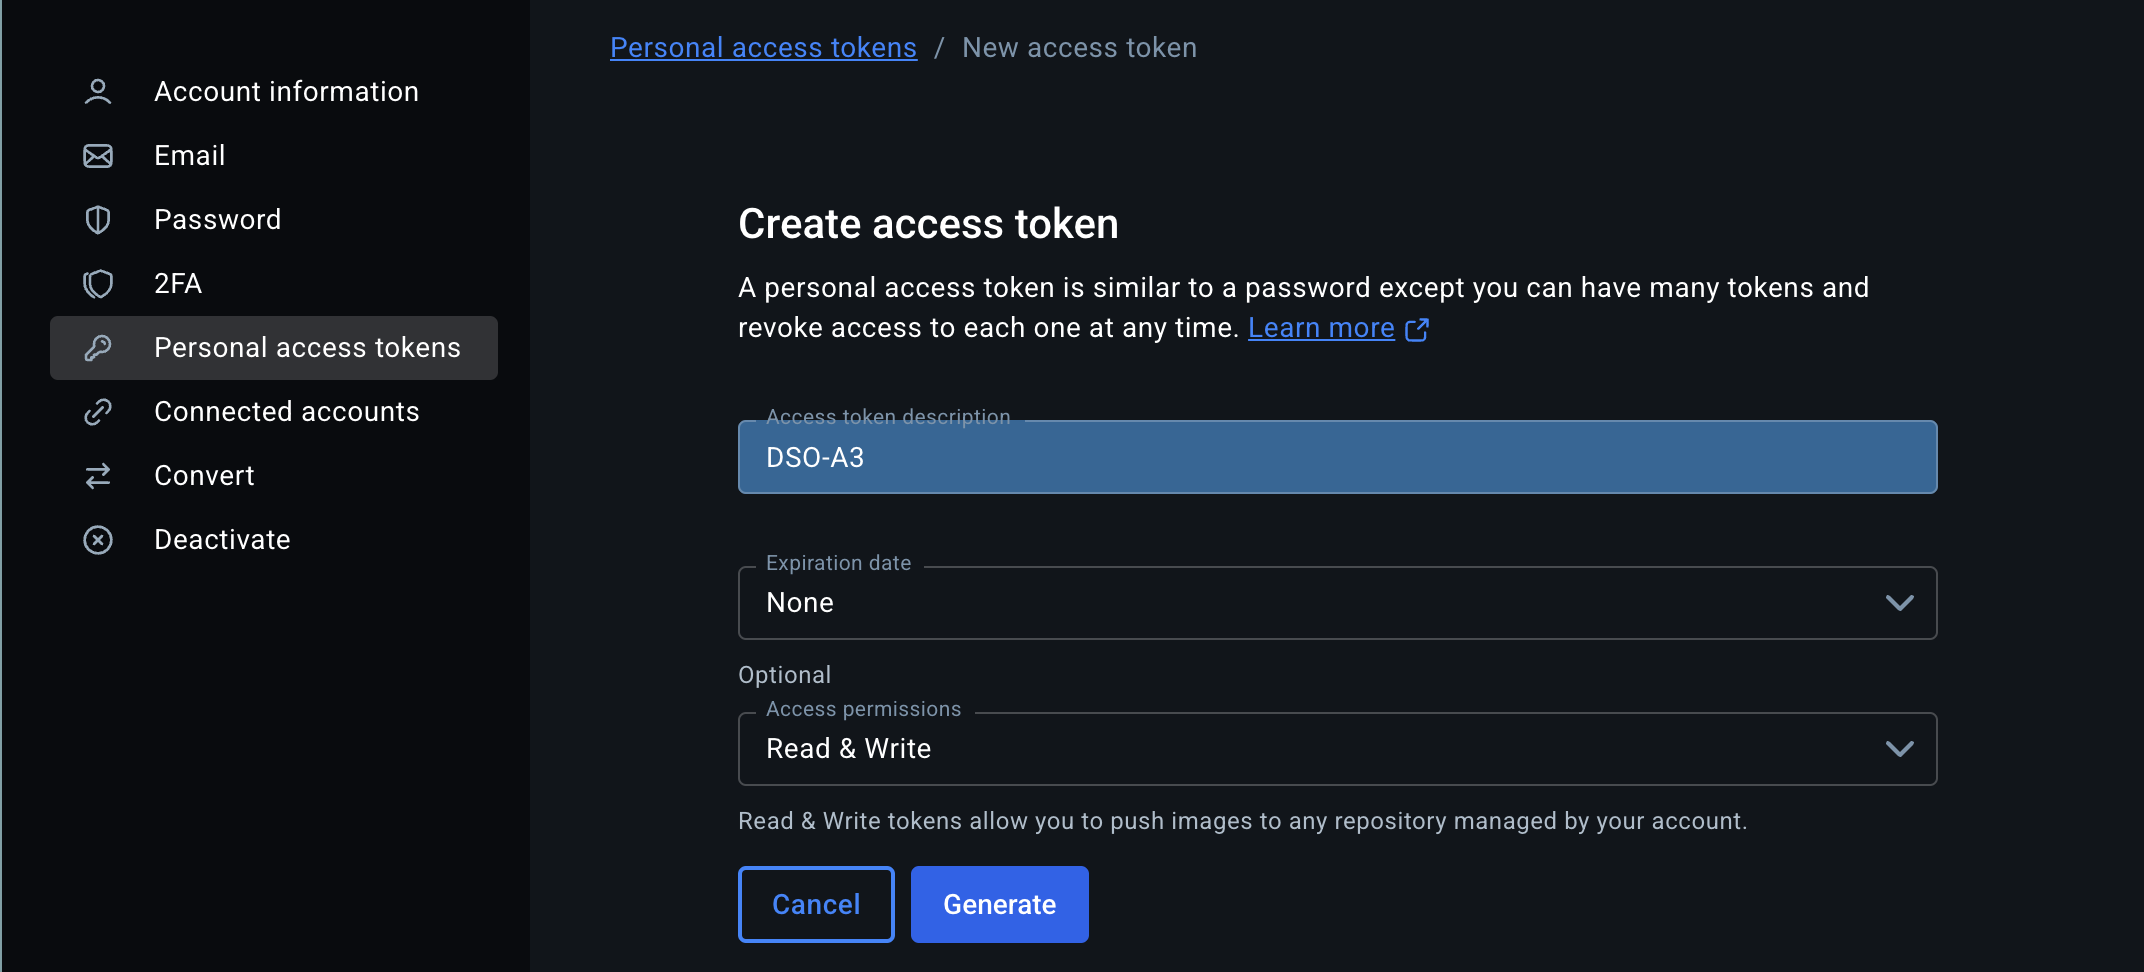 Account information
Email
Password
2FA
Personal access tokens
Connected accounts
Convert
Deactivate
Personal access tokens / New access token
Create access token
A personal access token is similar to a password except you can have many tokens and
revoke access to each one at any time. Learn more
Access token description
DSO-A3
Expiration date
None
Optional
Access permissions
Read & Write
Read & Write tokens allow you to push images to any repository managed by your account.
Cancel
Generate